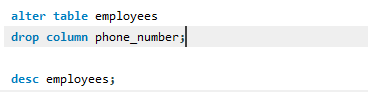 alter table employees
drop column phone_number;
desc employees;